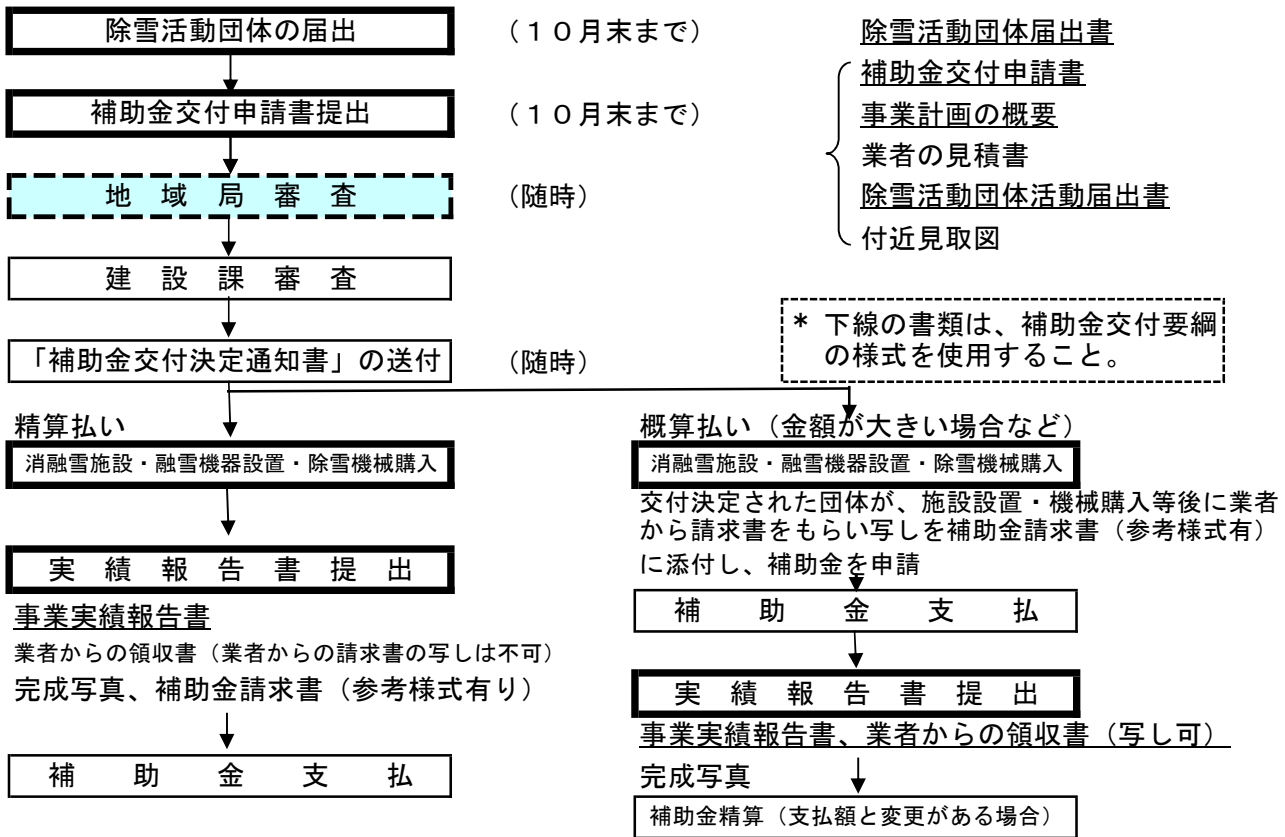 除雪活動団体の届出
（１０月末まで）
除雪活動団体届出書
補助金交付申請書提出
（１０月末まで）
補助金交付申請書
事業計画の概要
業者の見積書
除雪活動団体活動届出書
付近見取図
地　域　局　審　査
（随時）
建　設　課　審　査
「補助金交付決定通知書」の送付
（随時）
* 下線の書類は、補助金交付要綱
の様式を使用すること。
精算払い
消融雪施設・融雪機器設置・除雪機械購入
実　績　報　告　書　提　出
事業実績報告書
業者からの領収書（業者からの請求書の写しは不可）
完成写真、補助金請求書（参考様式有り）
補　助　金　支　払
概算払い（金額が大きい場合など）
消融雪施設・融雪機器設置・除雪機械購入
交付決定された団体が、施設設置・機械購入等後に業者
から請求書をもらい写しを補助金請求書（参考様式有）
に添付し、補助金を申請
補　助　金　支　払
実　績　報　告　書　提　出
事業実績報告書、業者からの領収書（写し可）
完成写真
補助金精算（支払額と変更がある場合）